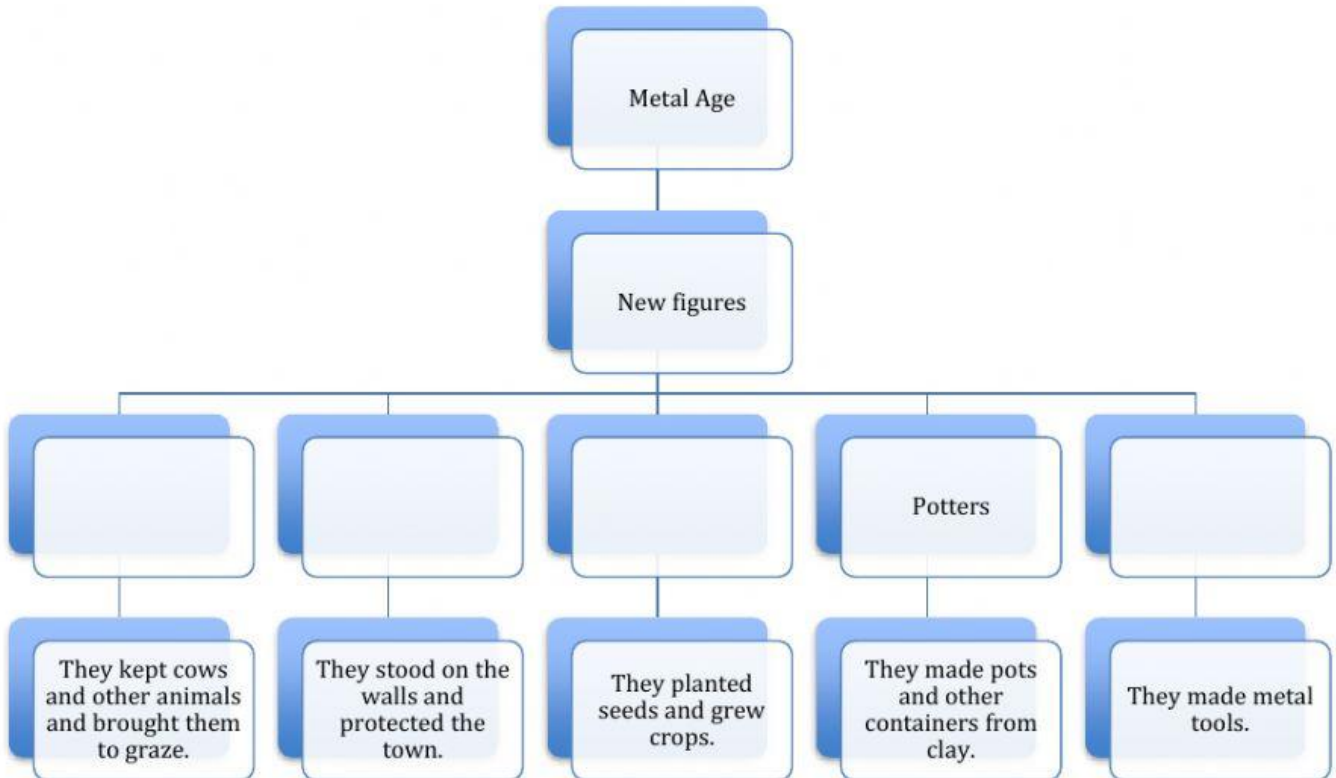 Metal Age
New figures
Potters
They kept cows
and other animals
and brought them
to graze.
They stood on the
walls and
protected the
town.
They planted
seeds and grew
crops.
They made pots
and other
containers from
clay.
They made metal
tools.